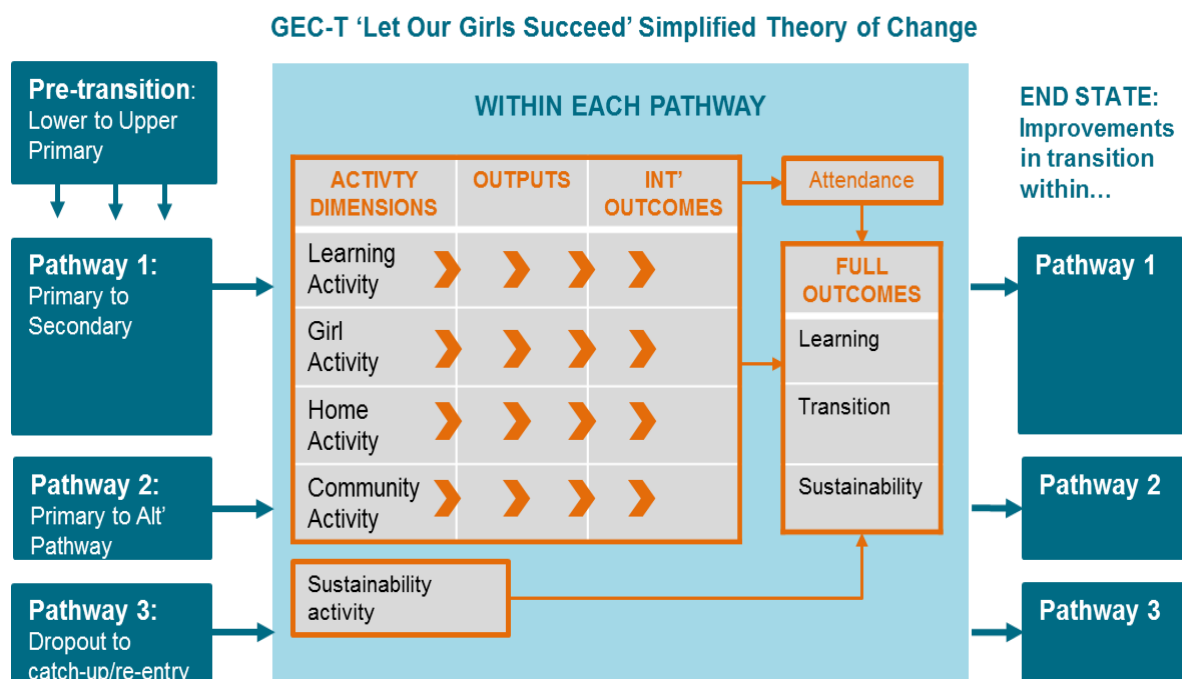 GEC-T ‘Let Our Girls Succeed’ Simplified Theory of Change
Pre-transition:
Lower to Upper
Primary
Pathway 1:
Primary to
Secondary
Pathway 2:
Primary to Alt’
Pathway
Pathway 3:
Dropout to
catch-up/re-entry
WITHIN EACH PATHWAY
ACTIVTY
DIMENSIONS
OUTPUTS
INT’
OUTCOMES
Learning
Activity
Girl
Activity
Home
Activity
Community
Activity
Sustainability
activity
Attendance
FULL
OUTCOMES
Learning
Transition
Sustainability
END STATE:
Improvements
in transition
within…
Pathway 1
Pathway 2
Pathway 3